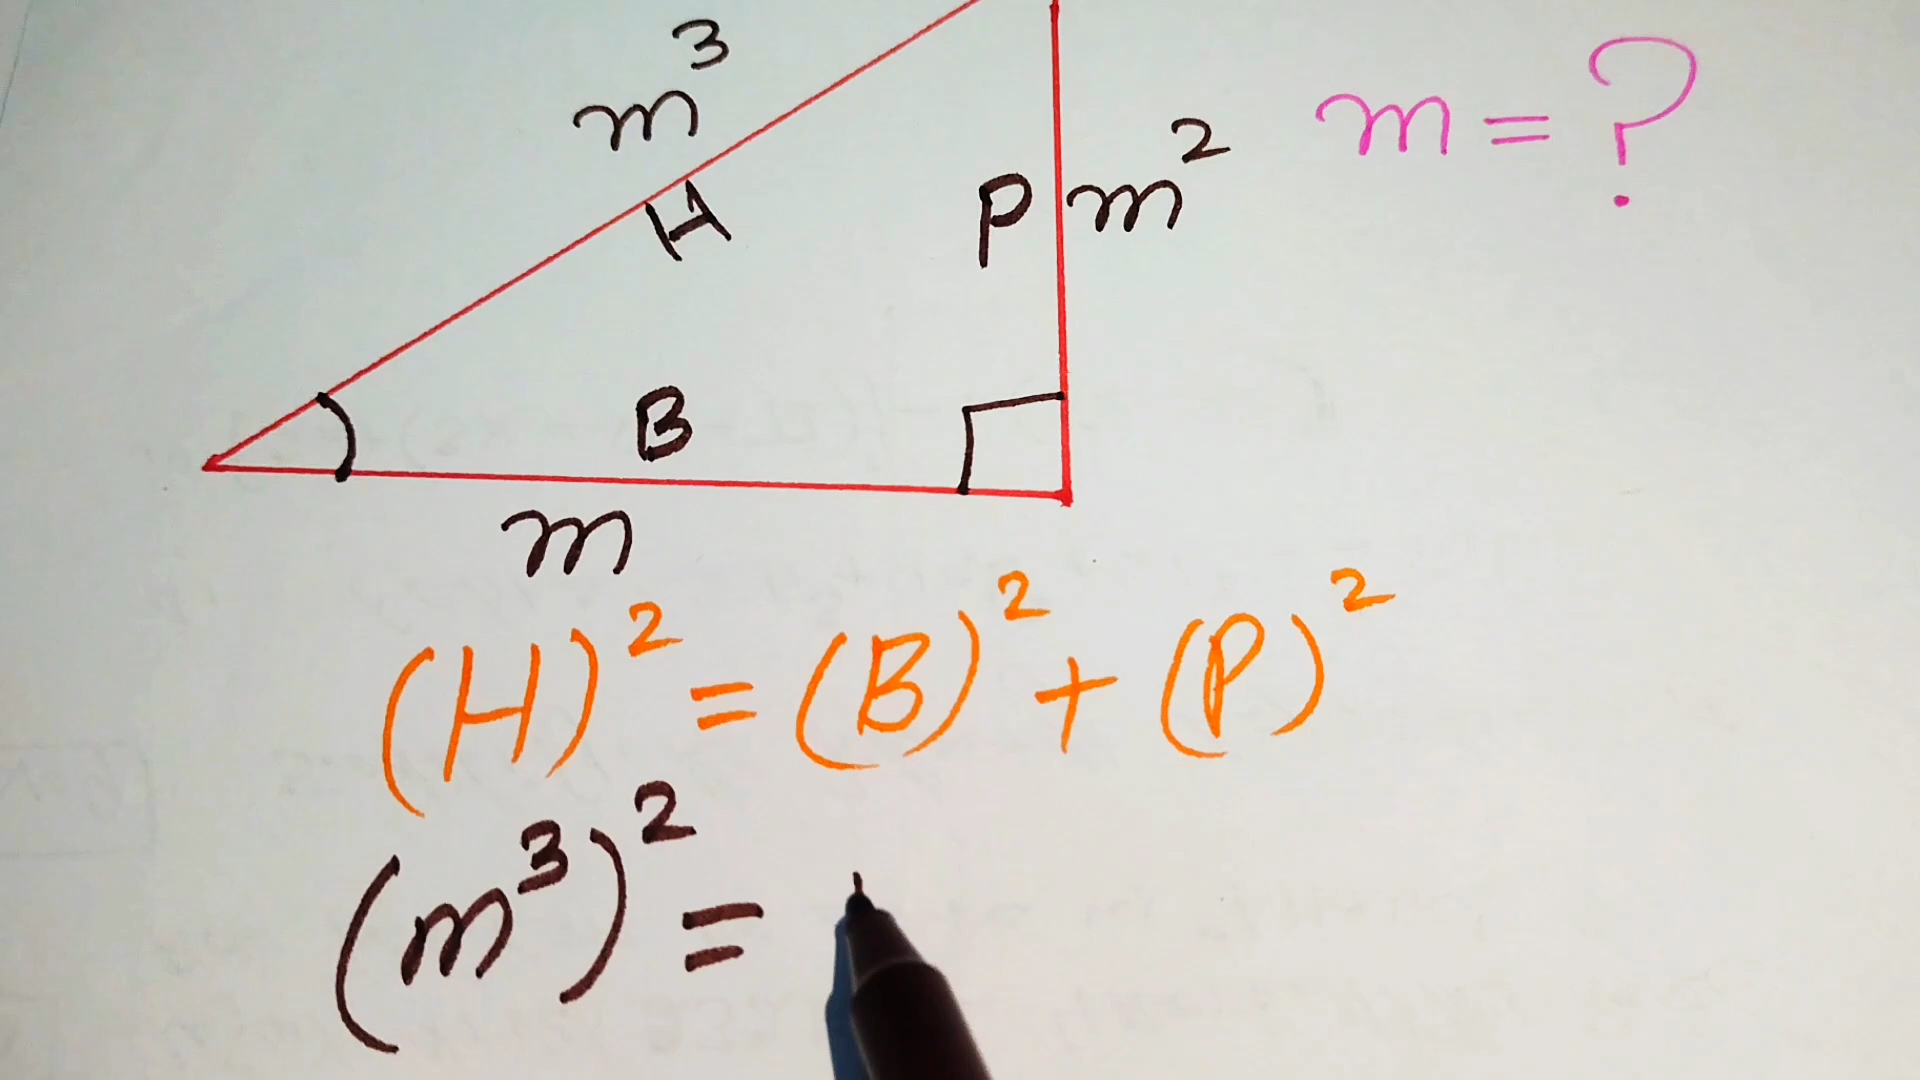 m³
H
P
m²
m = ?
B
m
(H)² = (B)² + (P)²
(m³)² =